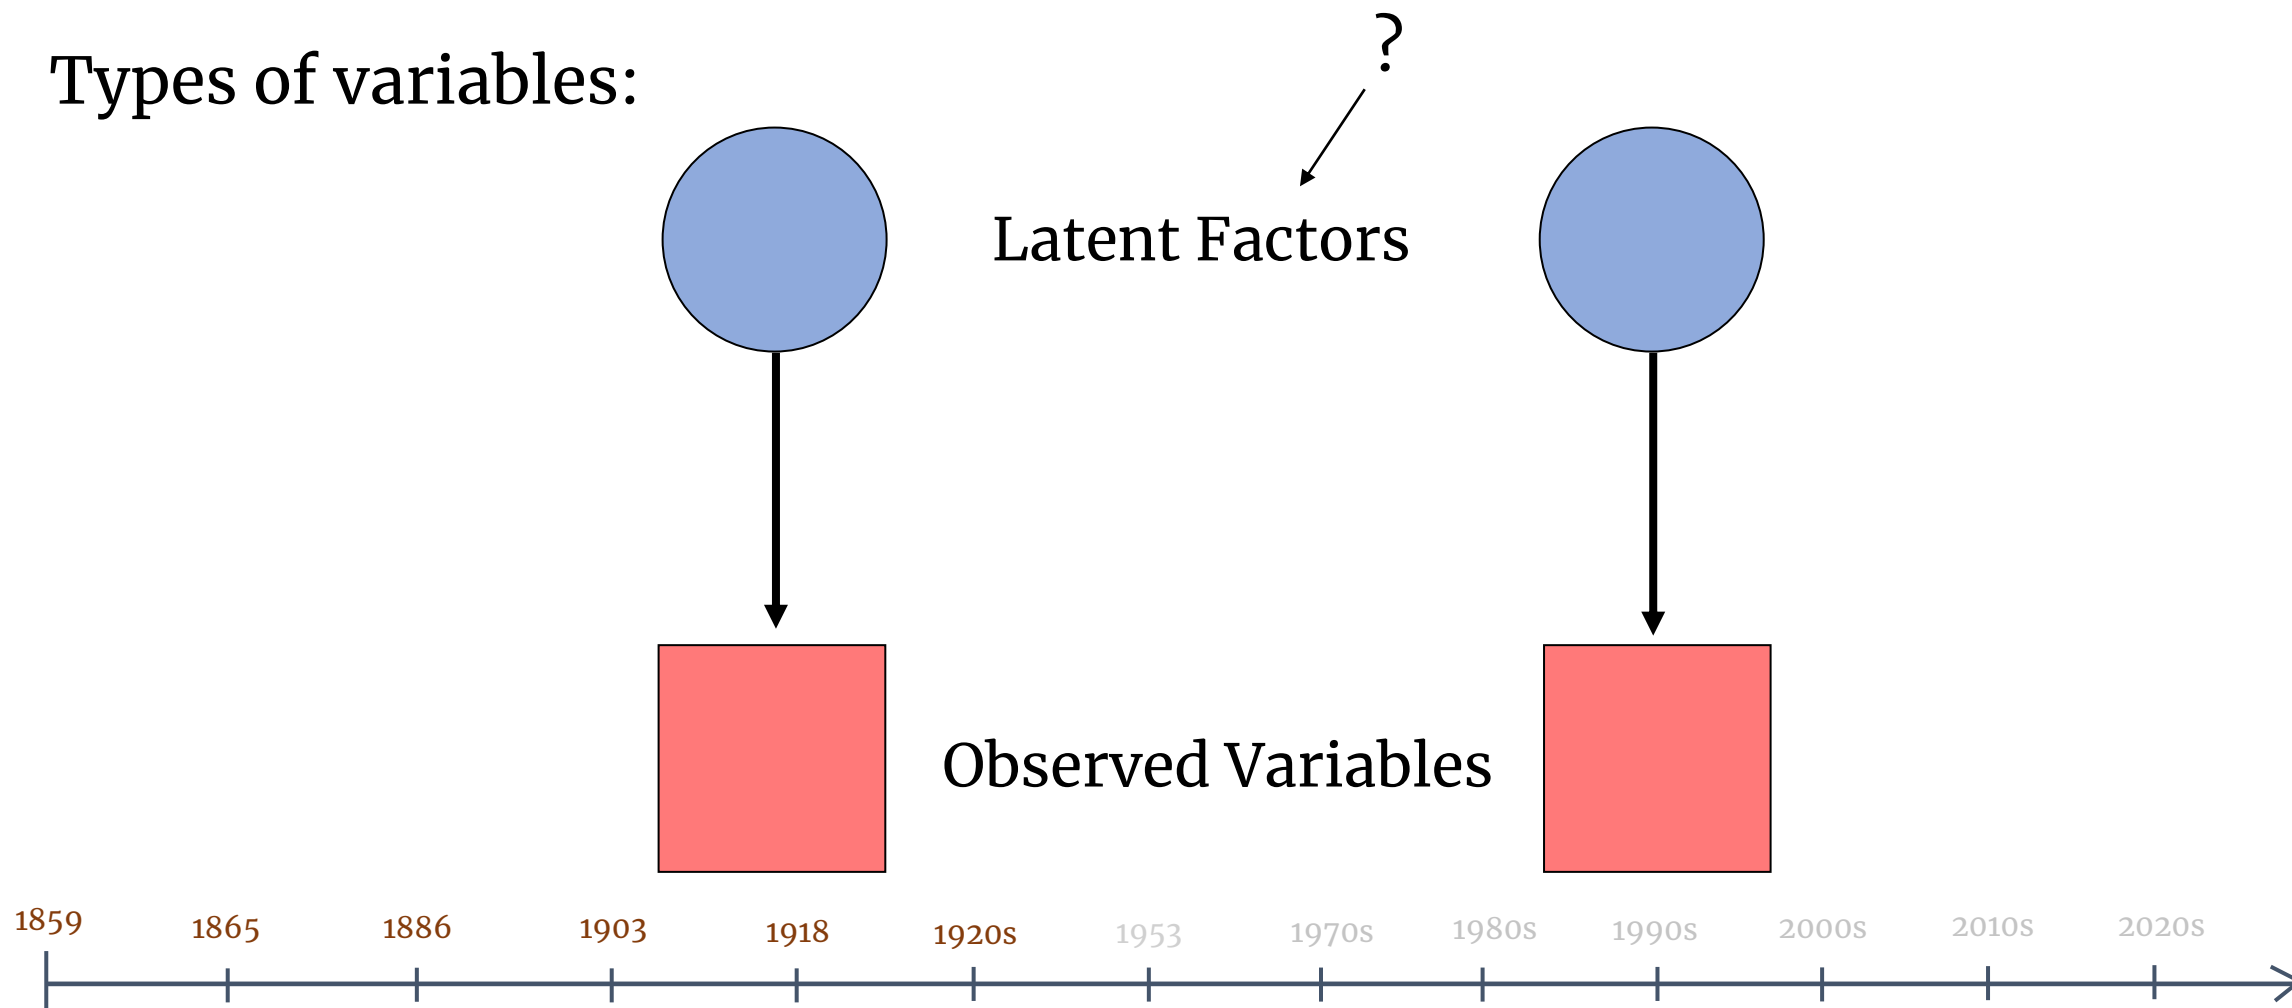 ?
Types of variables:
Latent Factors
Observed Variables
1859 1865 1886 1903 1918 1920s 1953 1970s 1980s 1990s 2000s 2010s 2020s